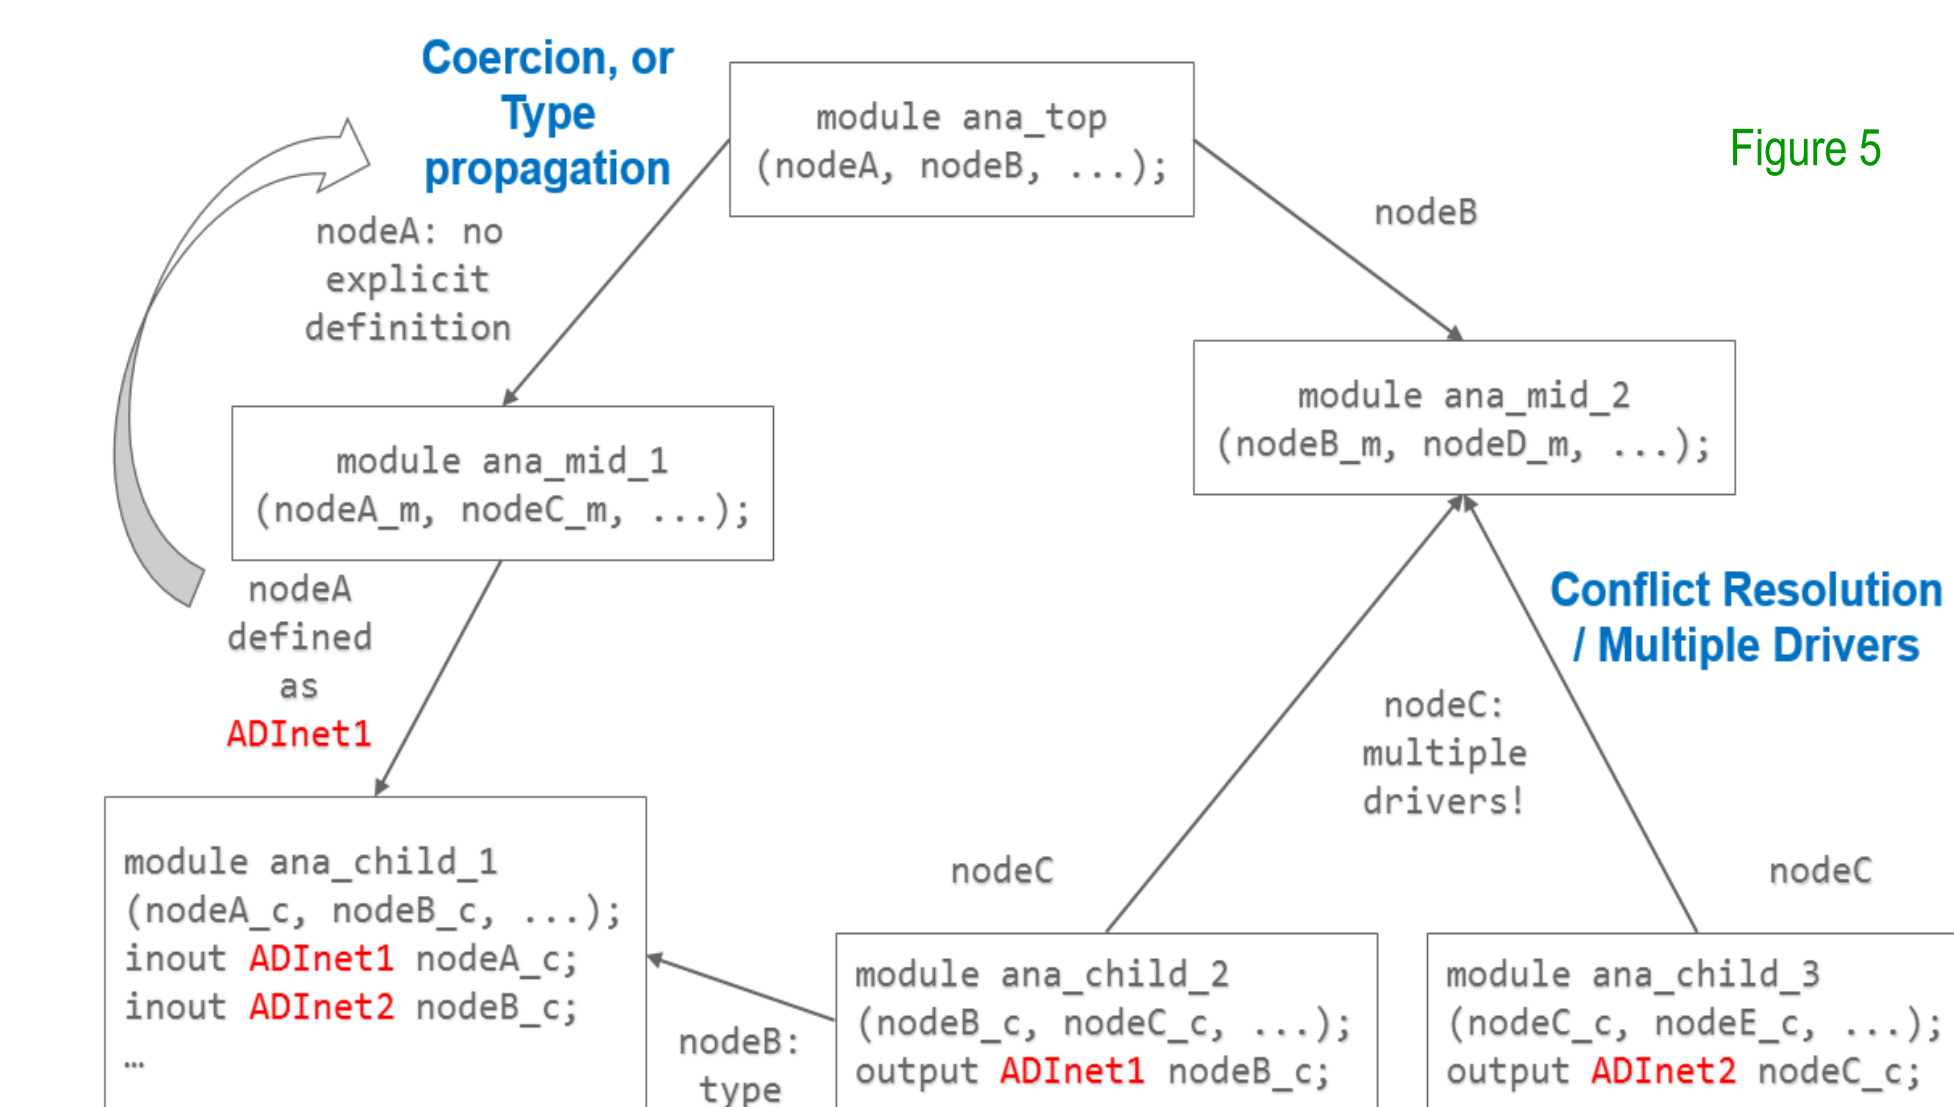 Coercion, or
Type
propagation
module ana_top
(nodeA, nodeB, ...);
Figure 5
nodeB
nodeA: no
explicit
definition
module ana_mid_2
(nodeB_m, nodeD_m, ...);
module ana_mid_1
(nodeA_m, nodeC_m, ...);
nodeA
defined
as
ADInet1
Conflict Resolution
/ Multiple Drivers
nodeC:
multiple
drivers!
nodeC
nodeC
module ana_child_1
(nodeA_c, nodeB_c, ...);
inout ADInet1 nodeA_c;
inout ADInet2 nodeB_c;
…
nodeB:
type
module ana_child_2
(nodeB_c, nodeC_c, ...);
output ADInet1 nodeB_c;
module ana_child_3
(nodeC_c, nodeE_c, ...);
output ADInet2 nodeC_c;